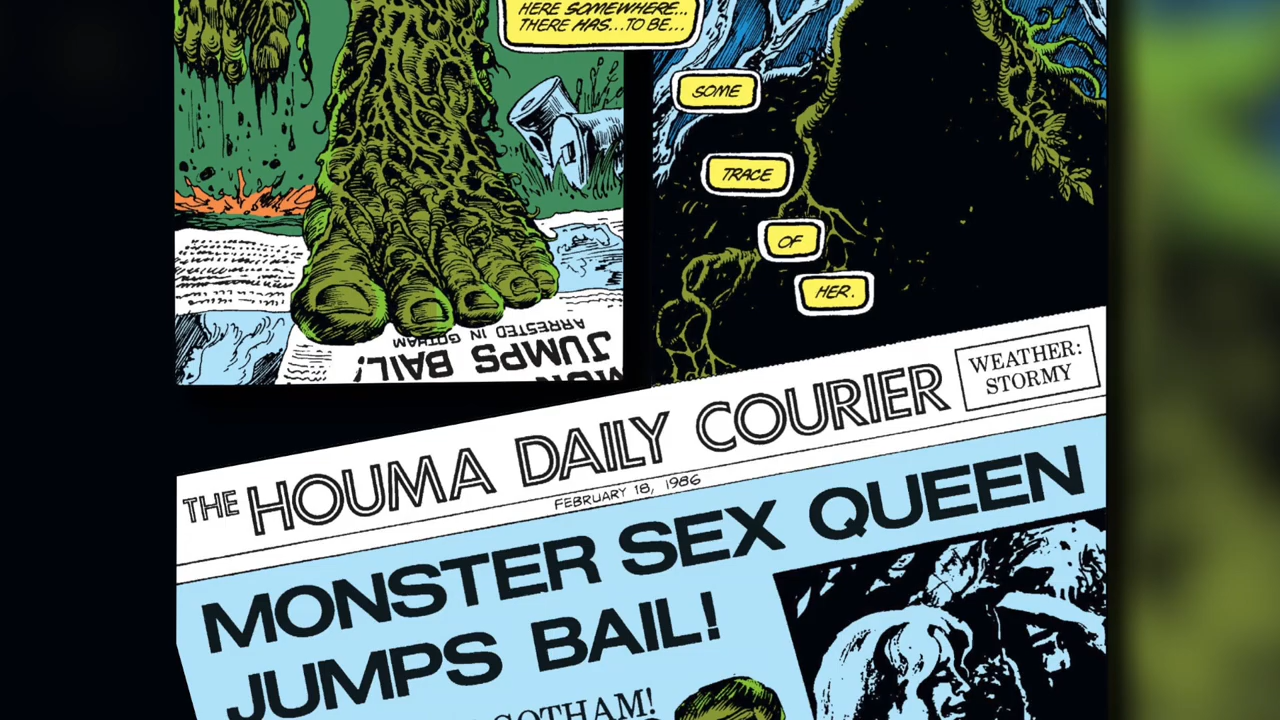 HERE SOMEWHERE...
THERE HAS...TO BE...
SOME
TRACE
OF
HER.
ARRESTED IN GOTHAM
JUMPS BAIL!
THE HOUMA DAILY COURIER
WEATHER:
STORMY
FEBRUARY 18, 1986
MONSTER SEX QUEEN
JUMPS BAIL!
GOTHAM!